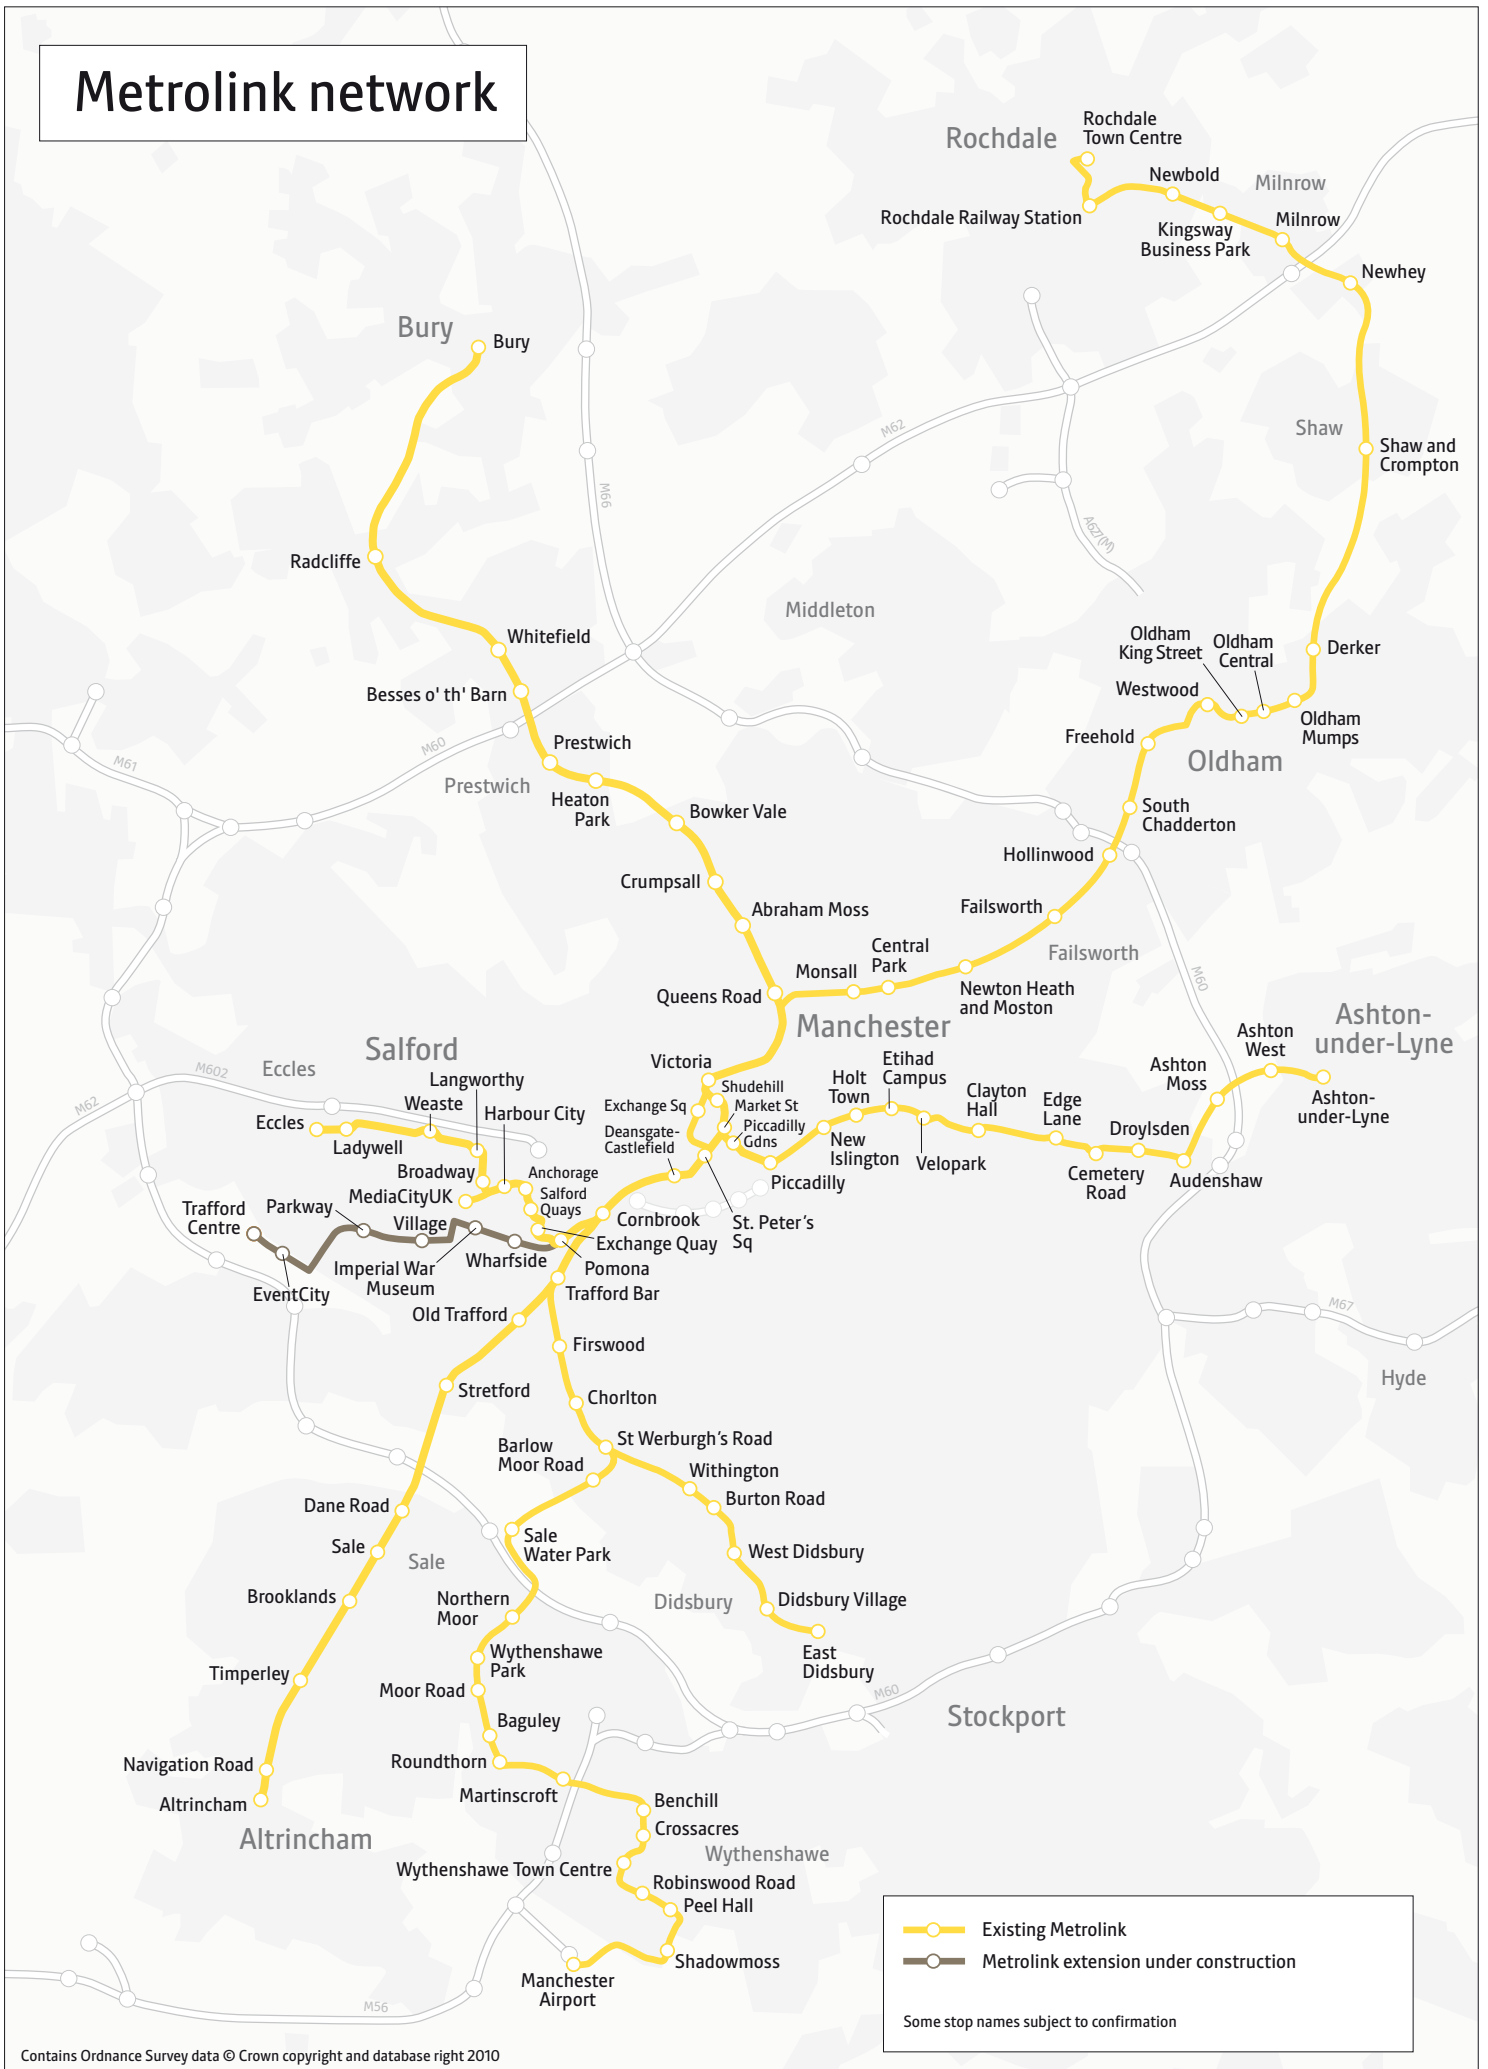 Metrolink network
Rochdale
Town Centre
Rochdale
Newbold
Milnrow
Rochdale Railway Station
Kingsway
Business Park
Milnrow
Newhey
Bury
Bury
M62
Shaw
Shaw and
Crompton
M66
A627(M)
Radcliffe
Middleton
Whitefield
Oldham
King Street
Oldham
Central
Derker
Besses o' th' Barn
Westwood
Oldham
Mumps
Freehold
M60
Prestwich
M61
Prestwich
Oldham
Heaton
Park
Bowker Vale
South
Chadderton
Hollinwood
Crumpsall
Abraham Moss
Failsworth
Central
Park
Failsworth
Monsall
M60
Queens Road
Newton Heath
and Moston
Manchester
Ashton-
under-Lyne
Salford
Ashton
West
Eccles
M602
Victoria
Etihad
Campus
Ashton
Moss
Langworthy
Holt
Town
Shudehill
Clayton
Hall
Weaste
Harbour City
Exchange Sq
Market St
Edge
Lane
M62
Ashton-
under-Lyne
Eccles
Deansgate-
Castlefield
Piccadilly
Gdns
Droylsden
Ladywell
New
Islington
Velopark
Broadway
Anchorage
Cemetery
Road
Audenshaw
MediaCityUK
Salford
Quays
Piccadilly
Trafford
Centre
Parkway
Village
Cornbrook
St. Peter's
Sq
Exchange Quay
Wharfside
Imperial War
Museum
Pomona
EventCity
Trafford Bar
M67
Old Trafford
Firswood
Hyde
Stretford
Chorlton
St Werburgh's Road
Barlow
Moor Road
Withington
Burton Road
Dane Road
Sale
Water Park
Sale
Sale
West Didsbury
Brooklands
Northern
Moor
Didsbury
Didsbury Village
Wythenshawe
Park
East
Didsbury
Timperley
Moor Road
M60
Baguley
Stockport
Navigation Road
Roundthorn
Martinscroft
Altrincham
Benchill
Altrincham
Crossacres
Wythenshawe
Wythenshawe Town Centre
Robinswood Road
Peel Hall
Existing Metrolink
Shadowmoss
Metrolink extension under construction
Manchester
Airport
M56
Some stop names subject to confirmation
Contains Ordnance Survey data © Crown copyright and database right 2010